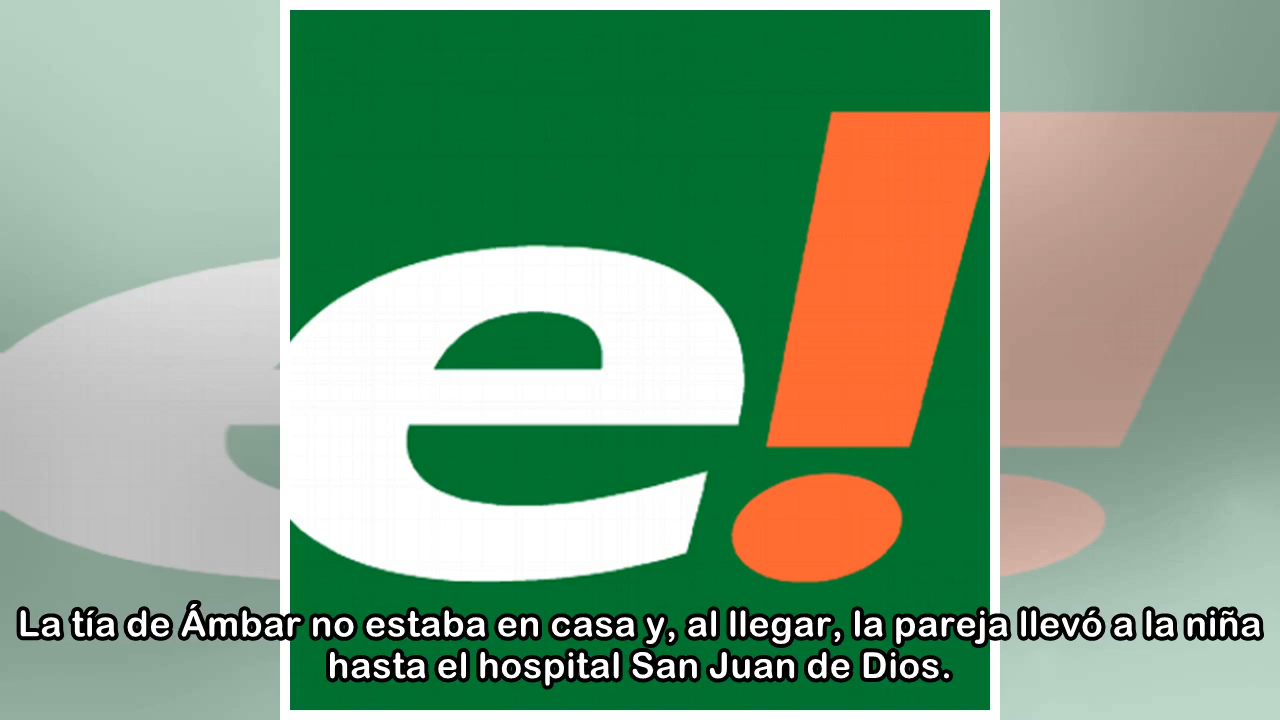 e!
La tía de Ámbar no estaba en casa y, al llegar, la pareja llevó a la niña
hasta el hospital San Juan de Dios.